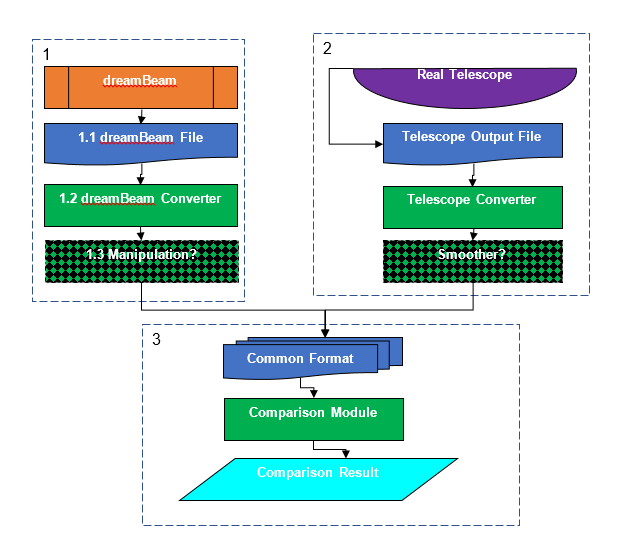 1
dreamBeam
1.1 dreamBeam File
1.2 dreamBeam Converter
1.3 Manipulation?
2
Real Telescope
Telescope Output File
Telescope Converter
Smoother?
3
Common Format
Comparison Module
Comparison Result